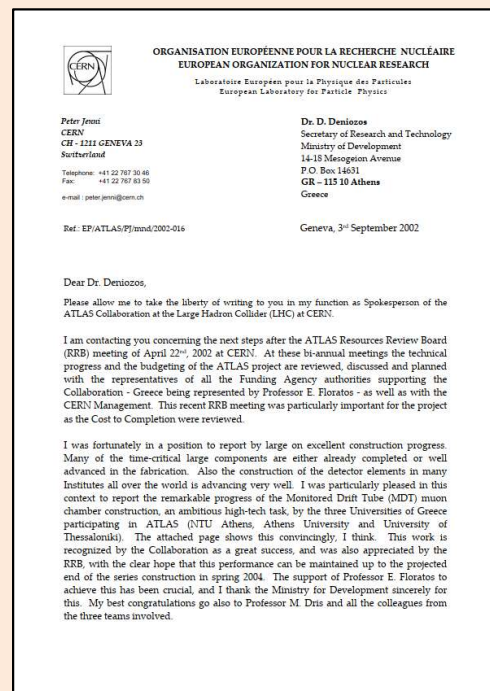 CERN
ORGANISATION EUROPÉENNE POUR LA RECHERCHE NUCLÉAIRE
EUROPEAN ORGANIZATION FOR NUCLEAR RESEARCH
Laboratoire Européen pour la Physique des Particules
European Laboratory for Particle Physics
Peter Jenni
CERN
CH - 1211 GENEVA 23
Switzerland
Telephone: +41 22 767 30 46
Fax: +41 22 767 83 50
e-mail : peter.jenni@cern.ch
Dr. D. Deniozos
Secretary of Research and Technology
Ministry of Development
14-18 Mesogeion Avenue
P.O. Box 14631
GR – 115 10 Athens
Greece
Ref.: EP/ATLAS/PJ/mnd/2002-016
Geneva, 3rd September 2002
Dear Dr. Deniozos,
Please allow me to take the liberty of writing to you in my function as Spokesperson of the
ATLAS Collaboration at the Large Hadron Collider (LHC) at CERN.
I am contacting you concerning the next steps after the ATLAS Resources Review Board
(RRB) meeting of April 22nd, 2002 at CERN. At these bi-annual meetings the technical
progress and the budgeting of the ATLAS project are reviewed, discussed and planned
with the representatives of all the Funding Agency authorities supporting the
Collaboration - Greece being represented by Professor E. Floratos - as well as with the
CERN Management. This recent RRB meeting was particularly important for the project
as the Cost to Completion were reviewed.
I was fortunately in a position to report by large on excellent construction progress.
Many of the time-critical large components are either already completed or well
advanced in the fabrication. Also the construction of the detector elements in many
Institutes all over the world is advancing very well. I was particularly pleased in this
context to report the remarkable progress of the Monitored Drift Tube (MDT) muon
chamber construction, an ambitious high-tech task, by the three Universities of Greece
participating in ATLAS (NTU Athens, Athens University and University of
Thessaloniki). The attached page shows this convincingly, I think. This work is
recognized by the Collaboration as a great success, and was also appreciated by the
RRB, with the clear hope that this performance can be maintained up to the projected
end of the series construction in spring 2004. The support of Professor E. Floratos to
achieve this has been crucial, and I thank the Ministry for Development sincerely for
this. My best congratulations go also to Professor M. Dris and all the colleagues from
the three teams involved.